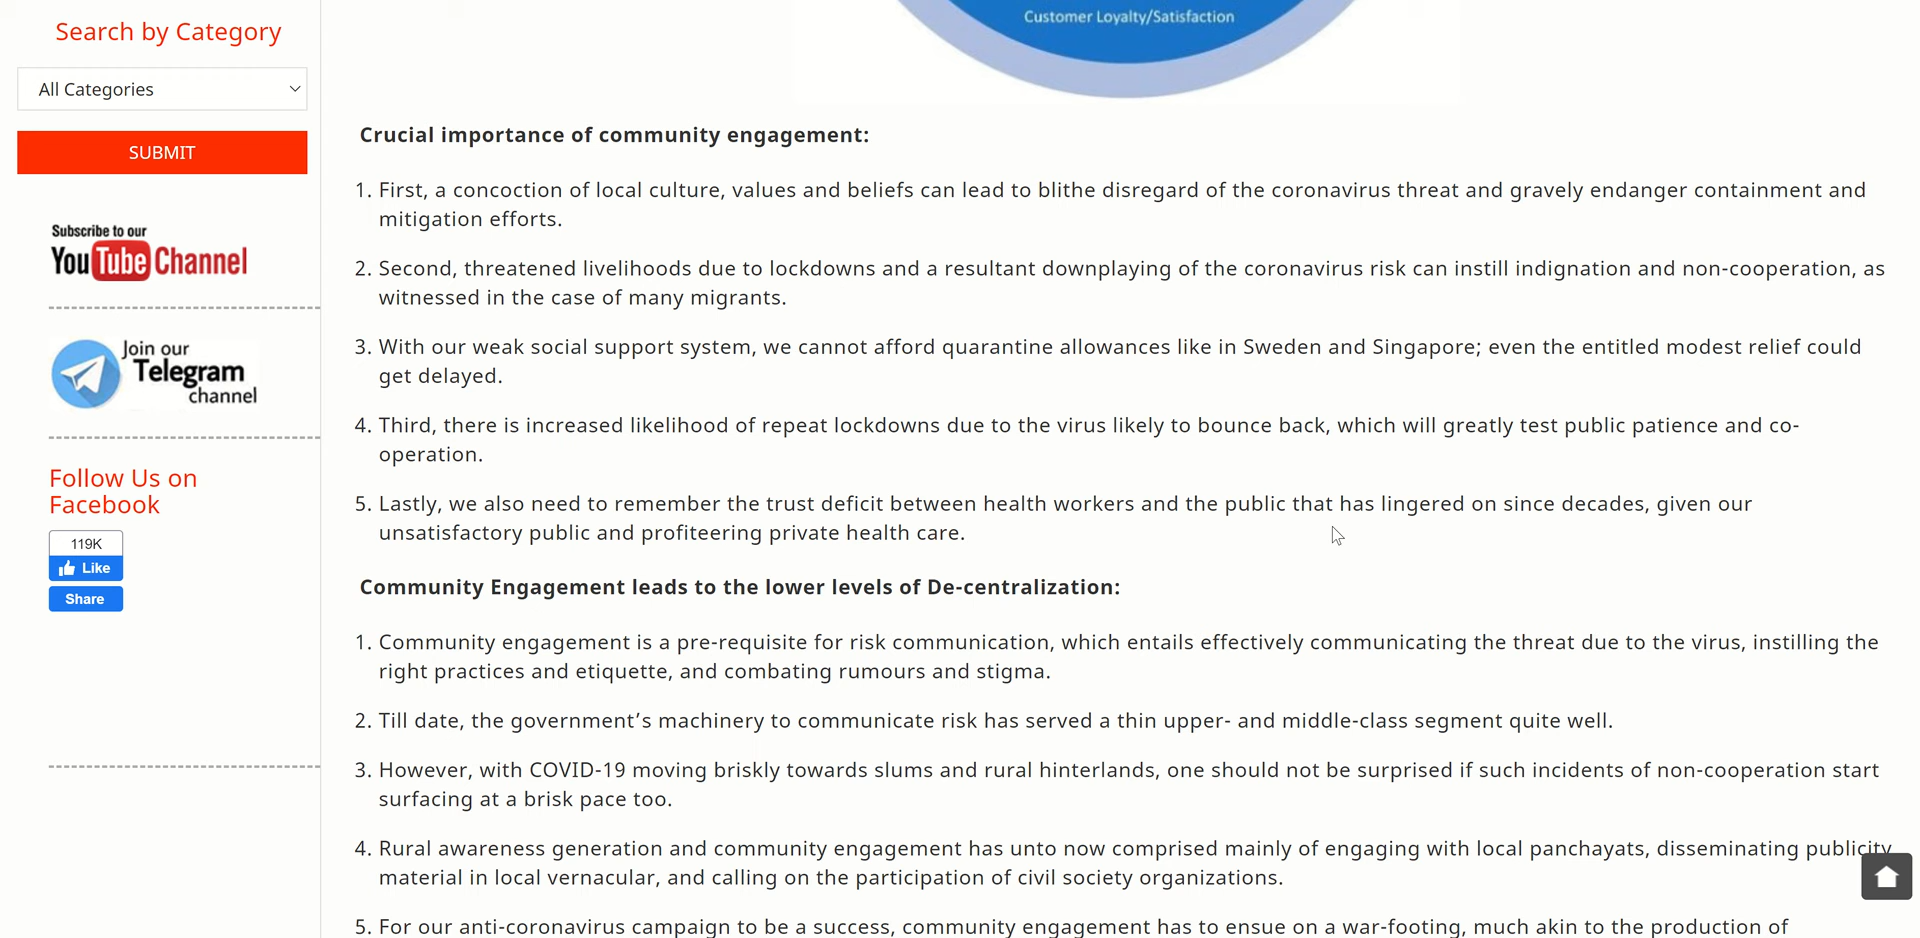 Search by Category
All Categories
SUBMIT
Subscribe to our
YouTube Channel
Join our
Telegram
channel
Follow Us on
Facebook
119K
Like
Share
Customer Loyalty/Satisfaction
Crucial importance of community engagement:
1. First, a concoction of local culture, values and beliefs can lead to blithe disregard of the coronavirus threat and gravely endanger containment and
mitigation efforts.
2. Second, threatened livelihoods due to lockdowns and a resultant downplaying of the coronavirus risk can instill indignation and non-cooperation, as
witnessed in the case of many migrants.
3. With our weak social support system, we cannot afford quarantine allowances like in Sweden and Singapore; even the entitled modest relief could
get delayed.
4. Third, there is increased likelihood of repeat lockdowns due to the virus likely to bounce back, which will greatly test public patience and co-
operation.
5. Lastly, we also need to remember the trust deficit between health workers and the public that has lingered on since decades, given our
unsatisfactory public and profiteering private health care.
Community Engagement leads to the lower levels of De-centralization:
1. Community engagement is a pre-requisite for risk communication, which entails effectively communicating the threat due to the virus, instilling the
right practices and etiquette, and combating rumours and stigma.
2. Till date, the government’s machinery to communicate risk has served a thin upper- and middle-class segment quite well.
3. However, with COVID-19 moving briskly towards slums and rural hinterlands, one should not be surprised if such incidents of non-cooperation start
surfacing at a brisk pace too.
4. Rural awareness generation and community engagement has unto now comprised mainly of engaging with local panchayats, disseminating publicity
material in local vernacular, and calling on the participation of civil society organizations.
5. For our anti-coronavirus campaign to be a success, community engagement has to ensue on a war-footing, much akin to the production of